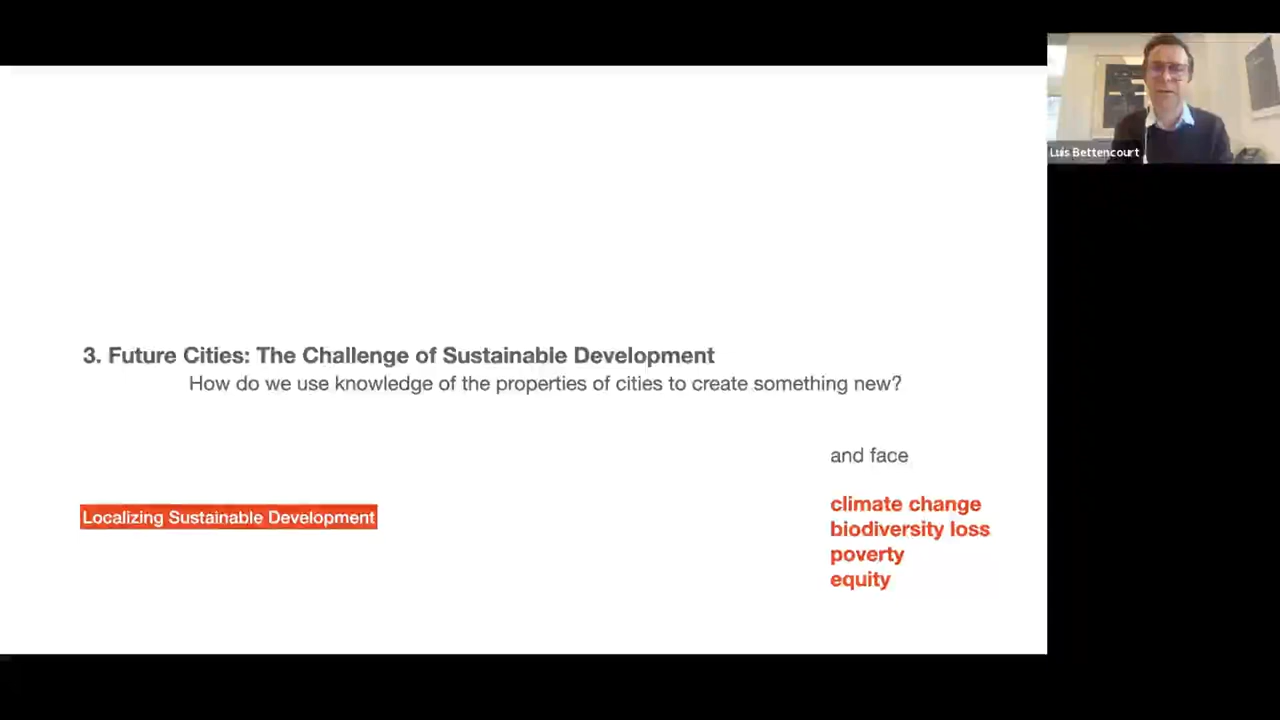 Luis Bettencourt
3. Future Cities: The Challenge of Sustainable Development
How do we use knowledge of the properties of cities to create something new?
and face
Localizing Sustainable Development
climate change
biodiversity loss
poverty
equity